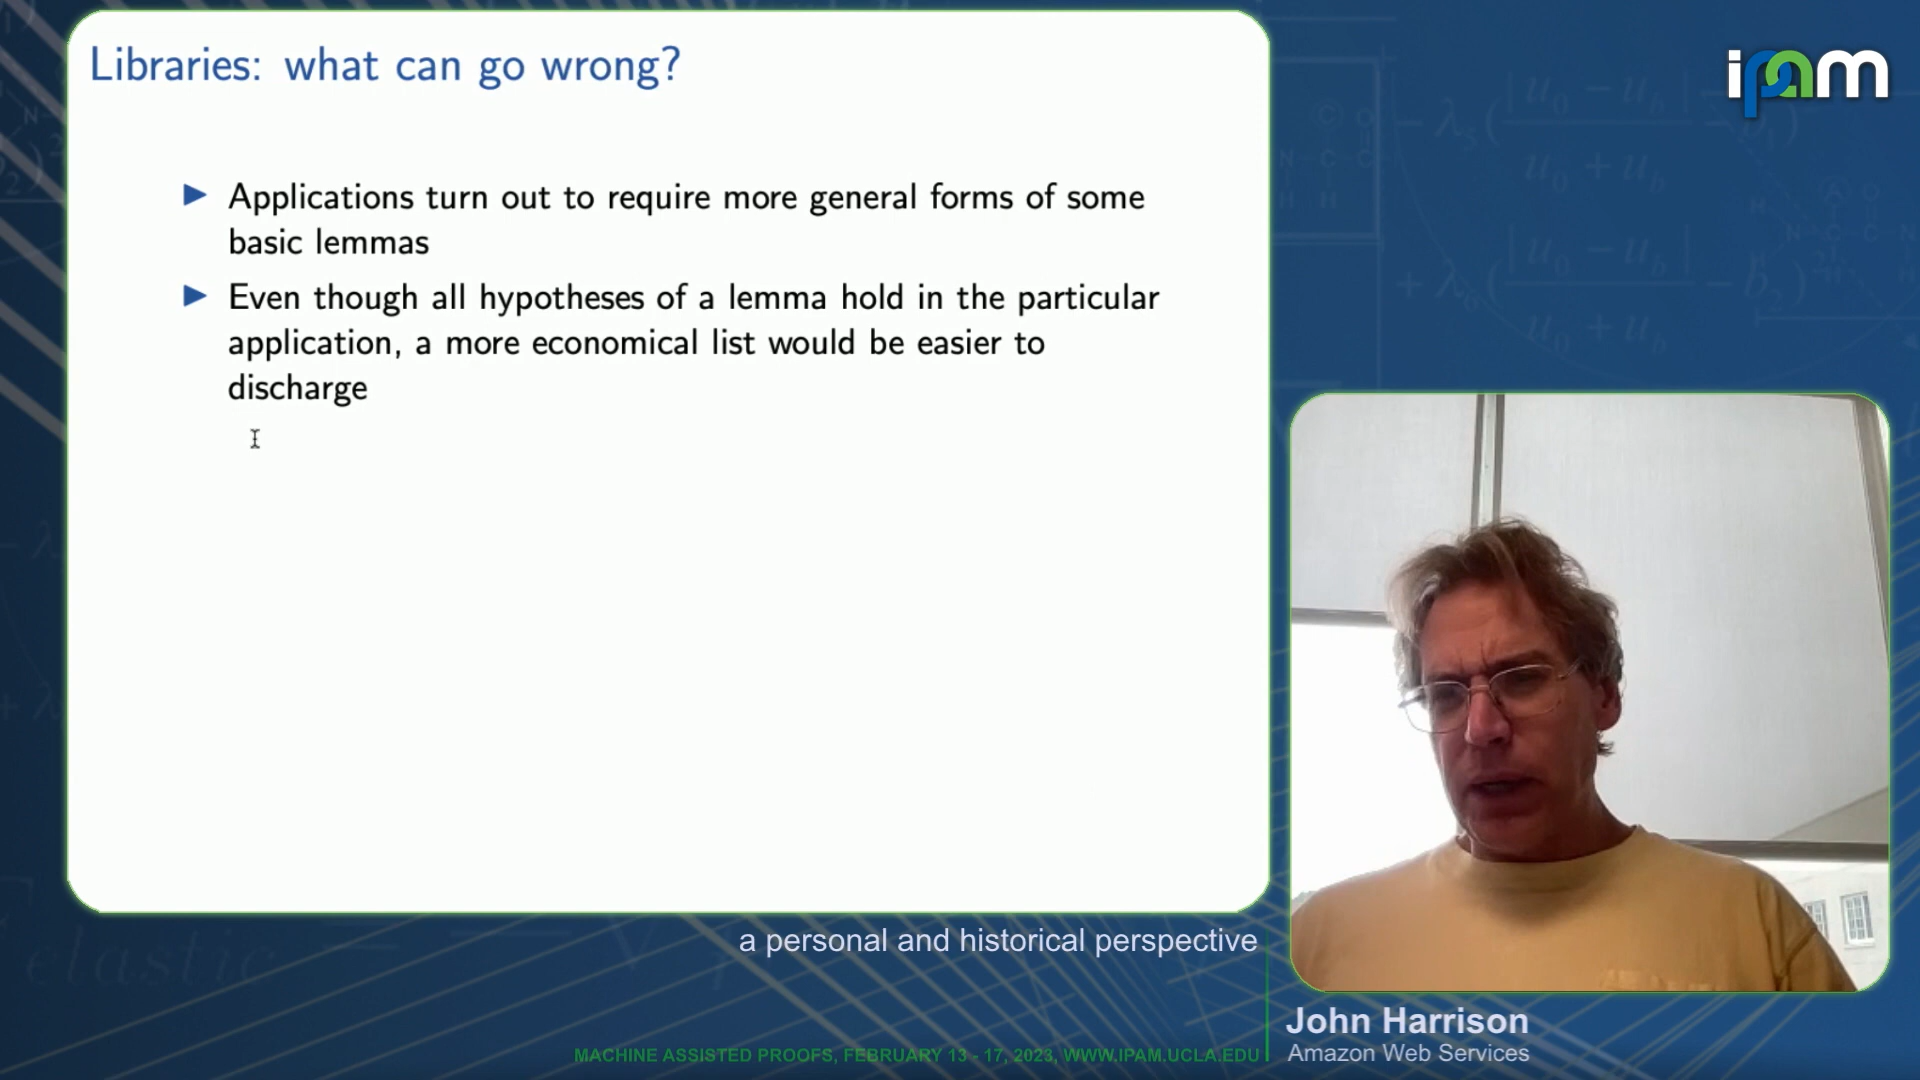 Libraries: what can go wrong?
ipam
Applications turn out to require more general forms of some
basic lemmas
Even though all hypotheses of a lemma hold in the particular
application, a more economical list would be easier to
discharge
a personal and historical perspective
John Harrison
Amazon Web Services
MACHINE ASSISTED PROOFS, FEBRUARY 13 - 17, 2023, WWW.IPAM.UCLA.EDU
elastic